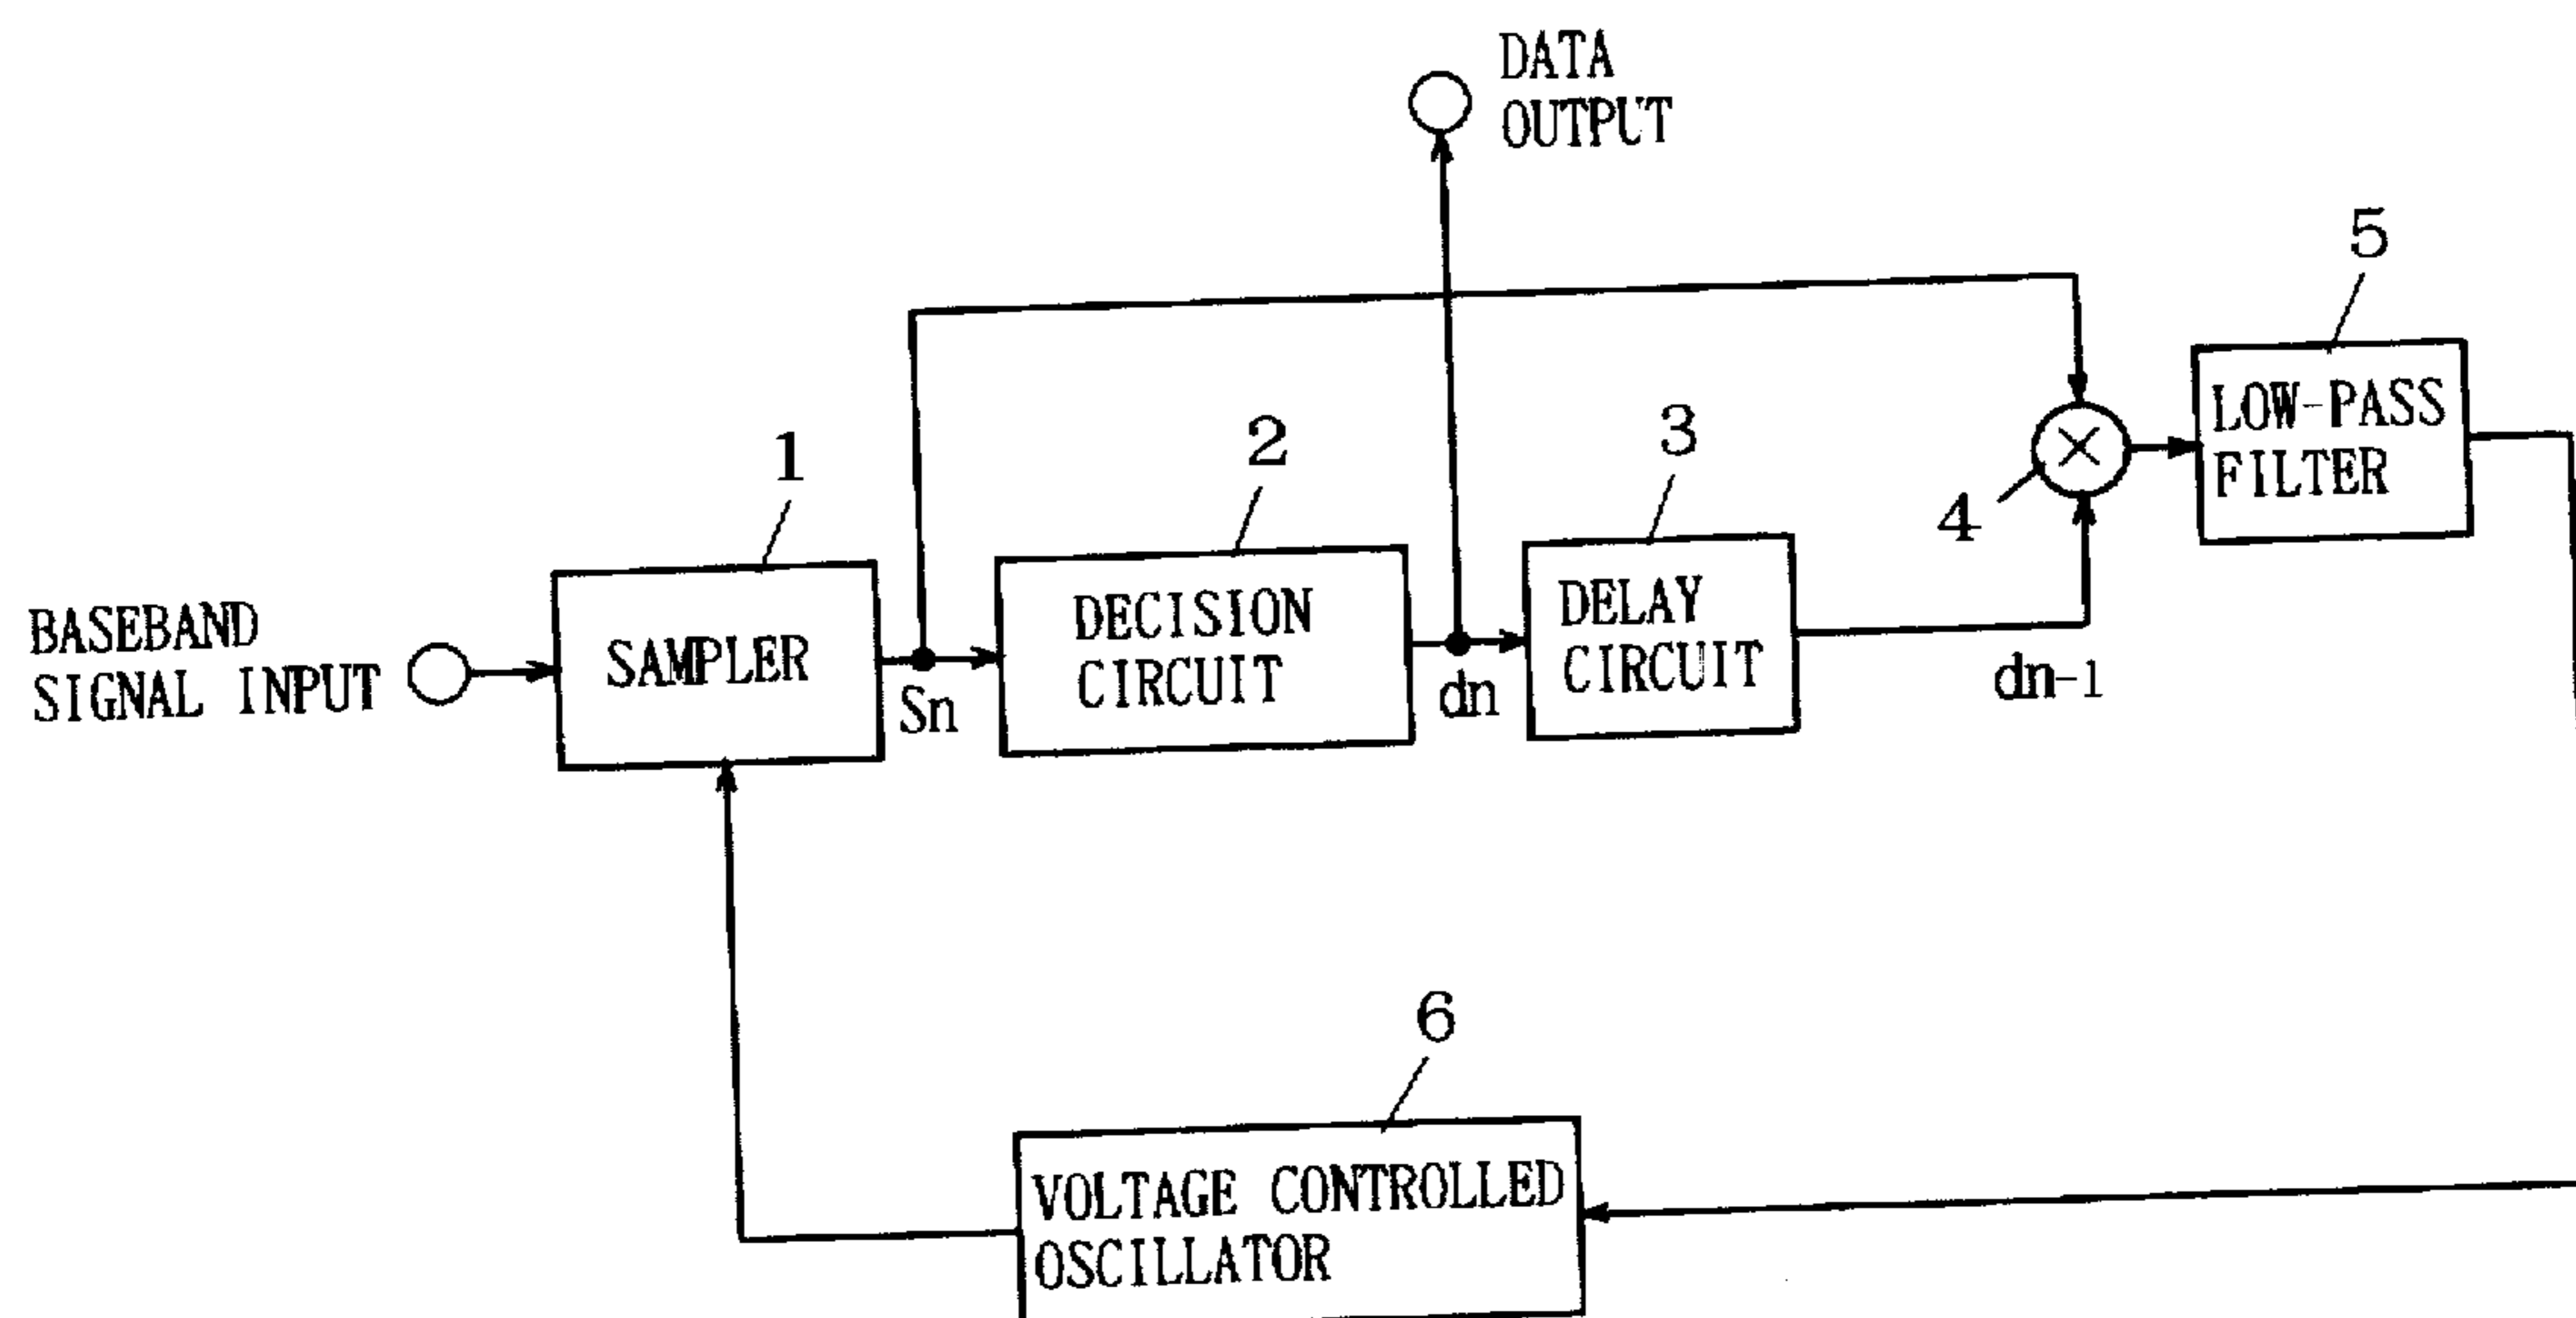 DATA
OUTPUT
5
LOW-PASS
FILTER
1
2
3
4
BASEBAND
SIGNAL INPUT
SAMPLER
Sn
DECISION
CIRCUIT
dn
DELAY
CIRCUIT
dn-1
6
VOLTAGE CONTROLLED
OSCILLATOR